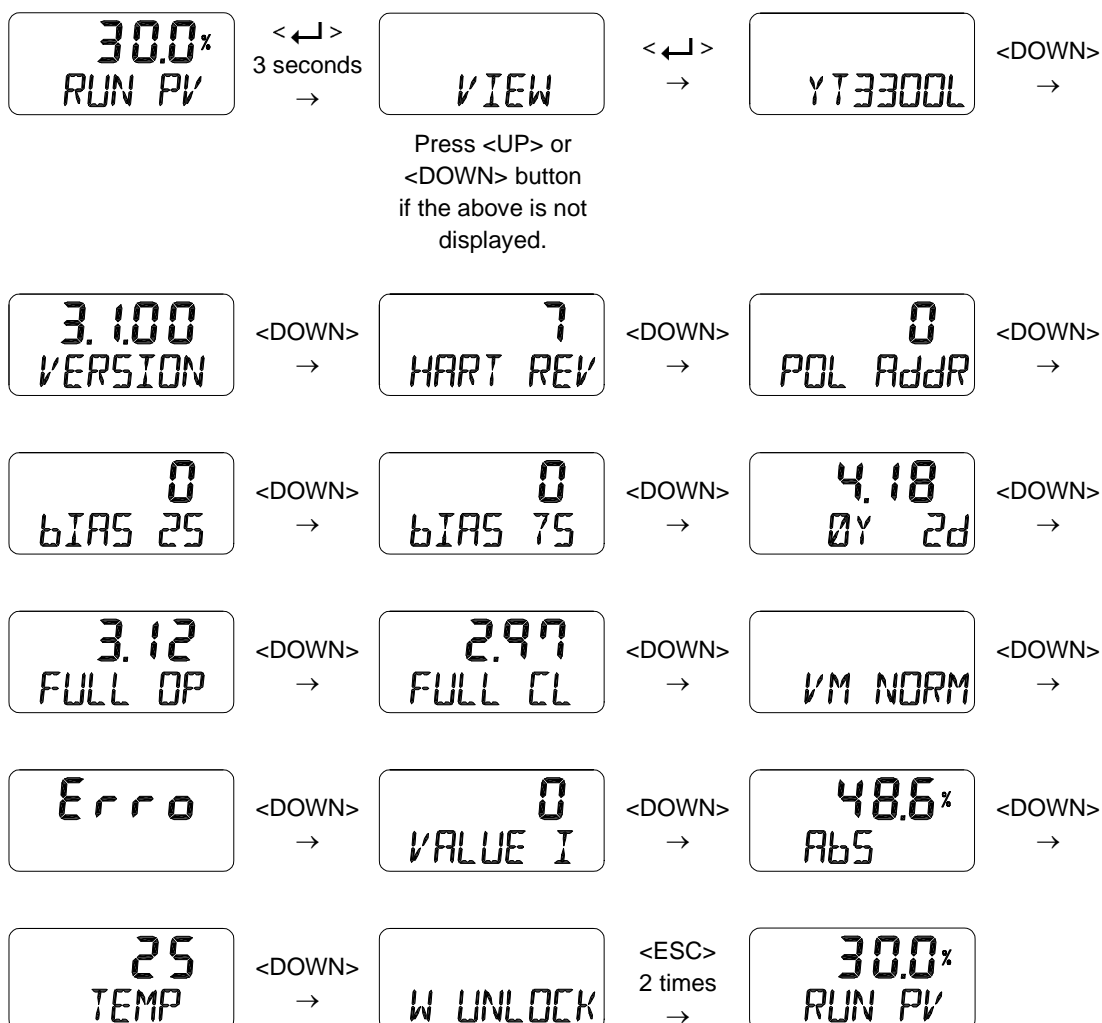 30.0%
RUN PV
< ↵ >
3 seconds
→
VIEW
Press <UP> or
<DOWN> button
if the above is not
displayed.
< ↵ >
→
YT3300L
<DOWN>
→
3.1.00
VERSION
<DOWN>
→
7
HART REV
<DOWN>
→
0
POL AddR
<DOWN>
→
0
bIAS 25
<DOWN>
→
0
bIAS 75
<DOWN>
→
4.18
0Y 2d
<DOWN>
→
3.12
FULL OP
<DOWN>
→
2.97
FULL CL
<DOWN>
→
VM NORM
<DOWN>
→
Erro
<DOWN>
→
0
VALUE I
<DOWN>
→
48.6%
AbS
<DOWN>
→
25
TEMP
<DOWN>
→
W UNLOCK
<ESC>
2 times
→
30.0%
RUN PV